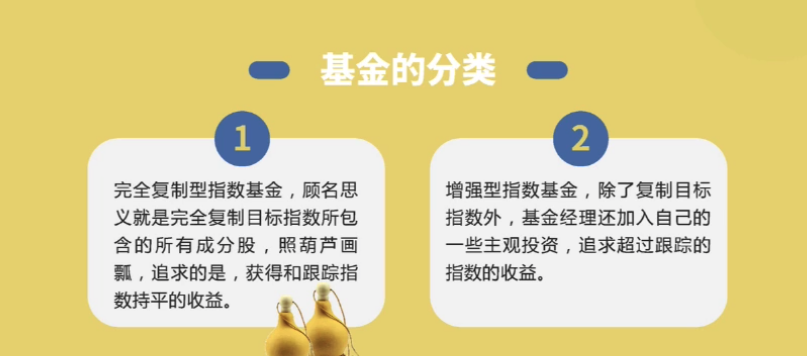 基金的分类
1
完全复制型指数基金，顾名思
义就是完全复制目标指数所包
含的所有成分股，照葫芦画
瓢，追求的是，获得和跟踪指
数持平的收益。
2
增强型指数基金，除了复制目标
指数外，基金经理还加入自己的
一些主观投资，追求超过跟踪的
指数的收益。